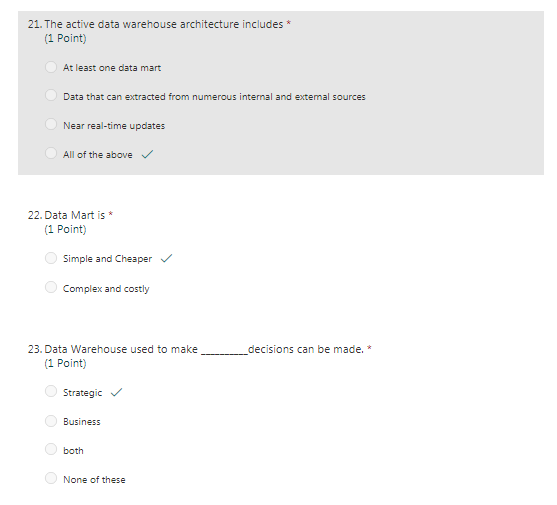 21. The active data warehouse architecture includes *
(1 Point)
At least one data mart
Data that can extracted from numerous internal and external sources
Near real-time updates
All of the above
22. Data Mart is *
(1 Point)
Simple and Cheaper
Complex and costly
23. Data Warehouse used to make __________decisions can be made. *
(1 Point)
Strategic
Business
both
None of these